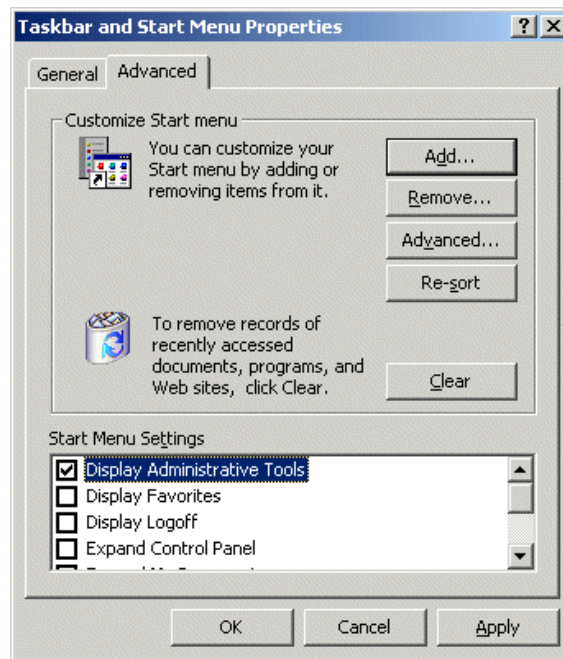 Taskbar and Start Menu Properties
General
Advanced
Customize Start menu
You can customize your
Start menu by adding or
removing items from it.
Add...
Remove...
Advanced...
Re-sort
To remove records of
recently accessed
documents, programs, and
Web sites, click Clear.
Clear
Start Menu Settings
Display Administrative Tools
Display Favorites
Display Logoff
Expand Control Panel
OK
Cancel
Apply